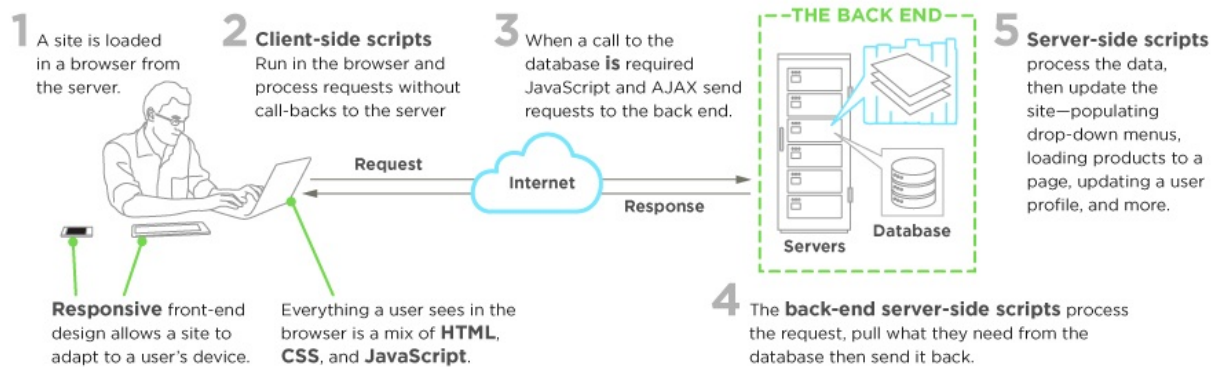 1 A site is loaded
in a browser from
the server.
2 Client-side scripts
Run in the browser and
process requests without
call-backs to the server
3 When a call to the
database is required
JavaScript and AJAX send
requests to the back end.
THE BACK END
5 Server-side scripts
process the data,
then update the
site—populating
drop-down menus,
loading products to a
page, updating a user
profile, and more.
Request
Internet
Response
Servers
Database
Responsive front-end
design allows a site to
adapt to a user's device.
Everything a user sees in the
browser is a mix of HTML,
CSS, and JavaScript.
4 The back-end server-side scripts process
the request, pull what they need from the
database then send it back.